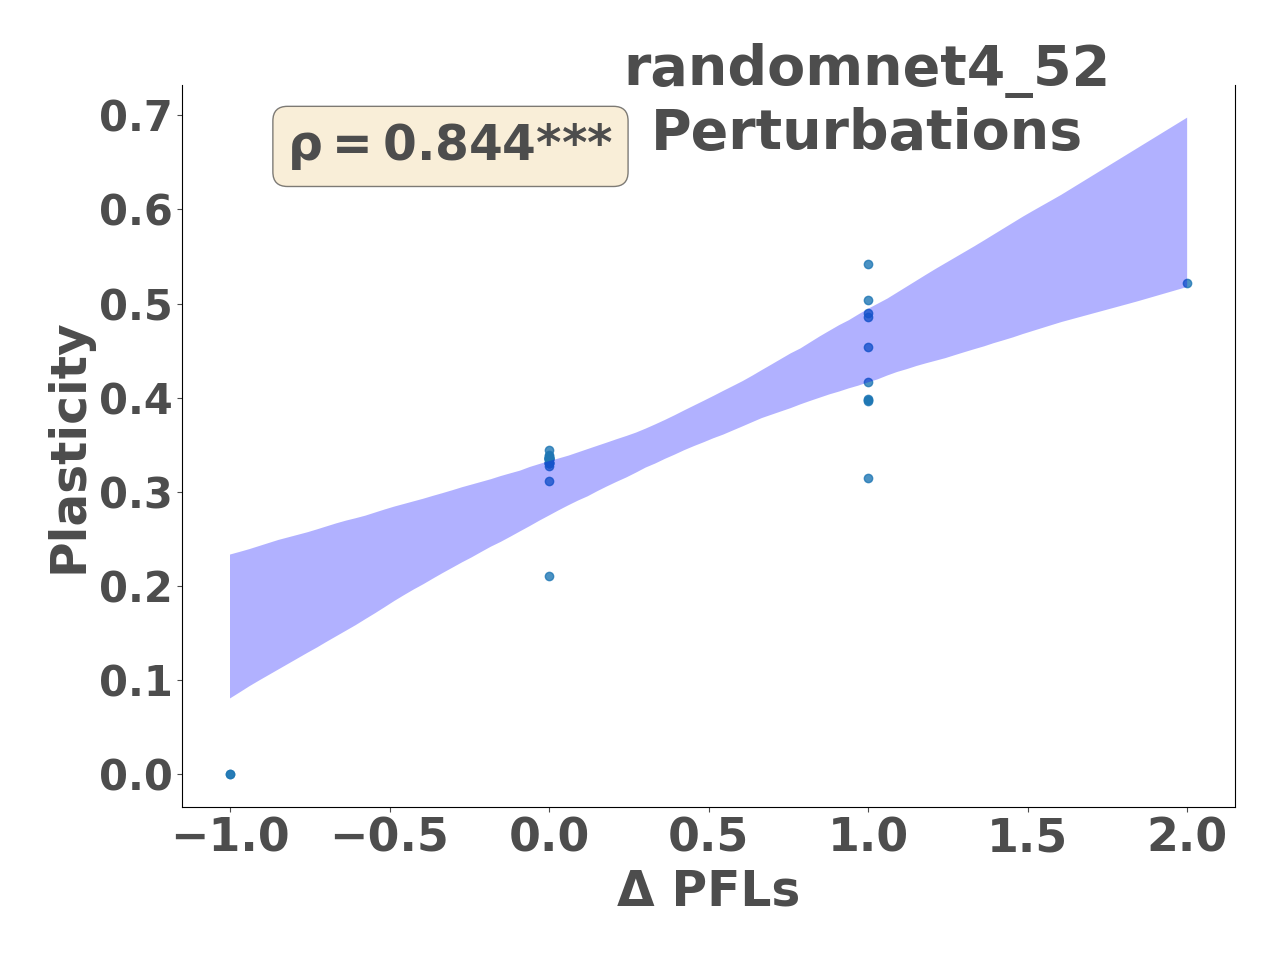 randomnet4_52
Perturbations
ρ = 0.844***
Plasticity
0.7
0.6
0.5
0.4
0.3
0.2
0.1
0.0
−1.0 −0.5 0.0 0.5 1.0 1.5 2.0
Δ PFLs